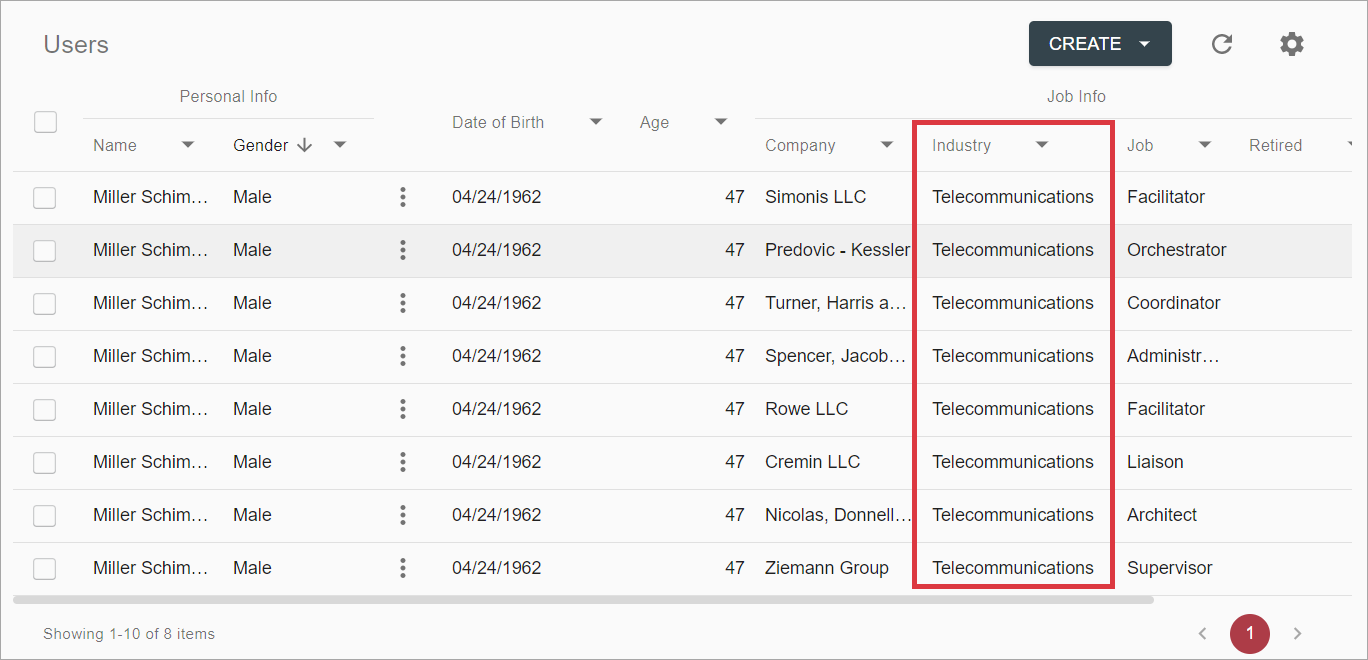 Users
CREATE
Personal Info
Job Info
Date of Birth Age
Name Gender Company Industry Job Retired
Miller Schim... Male 04/24/1962 47 Simonis LLC Telecommunications Facilitator
Miller Schim... Male 04/24/1962 47 Predovic - Kessler Telecommunications Orchestrator
Miller Schim... Male 04/24/1962 47 Turner, Harris a... Telecommunications Coordinator
Miller Schim... Male 04/24/1962 47 Spencer, Jacob... Telecommunications Administr...
Miller Schim... Male 04/24/1962 47 Rowe LLC Telecommunications Facilitator
Miller Schim... Male 04/24/1962 47 Cremin LLC Telecommunications Liaison
Miller Schim... Male 04/24/1962 47 Nicolas, Donnell... Telecommunications Architect
Miller Schim... Male 04/24/1962 47 Ziemann Group Telecommunications Supervisor
Showing 1-10 of 8 items
1